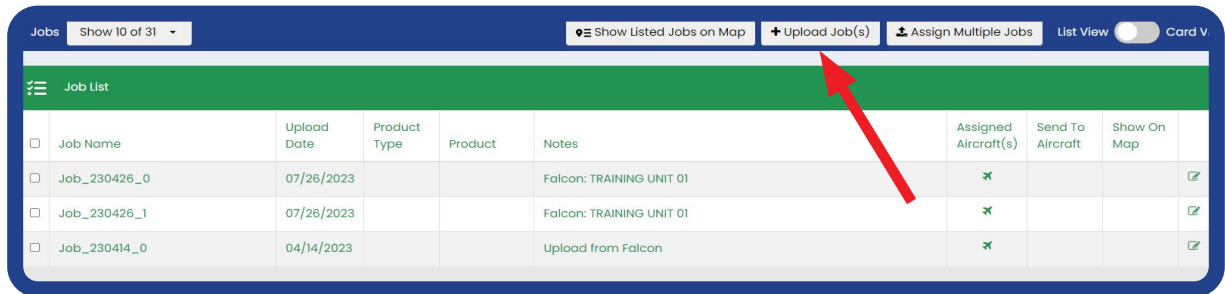 Jobs Show 10 of 31 Show Listed Jobs on Map + Upload Job(s) Assign Multiple Jobs List View Card V
Job List
Job Name Upload Date Product Type Product Notes Assigned Aircraft(s) Send To Aircraft Show On Map
Job_230426_0 07/26/2023 Falcon: TRAINING UNIT 01
Job_230426_1 07/26/2023 Falcon: TRAINING UNIT 01
Job_230414_0 04/14/2023 Upload from Falcon